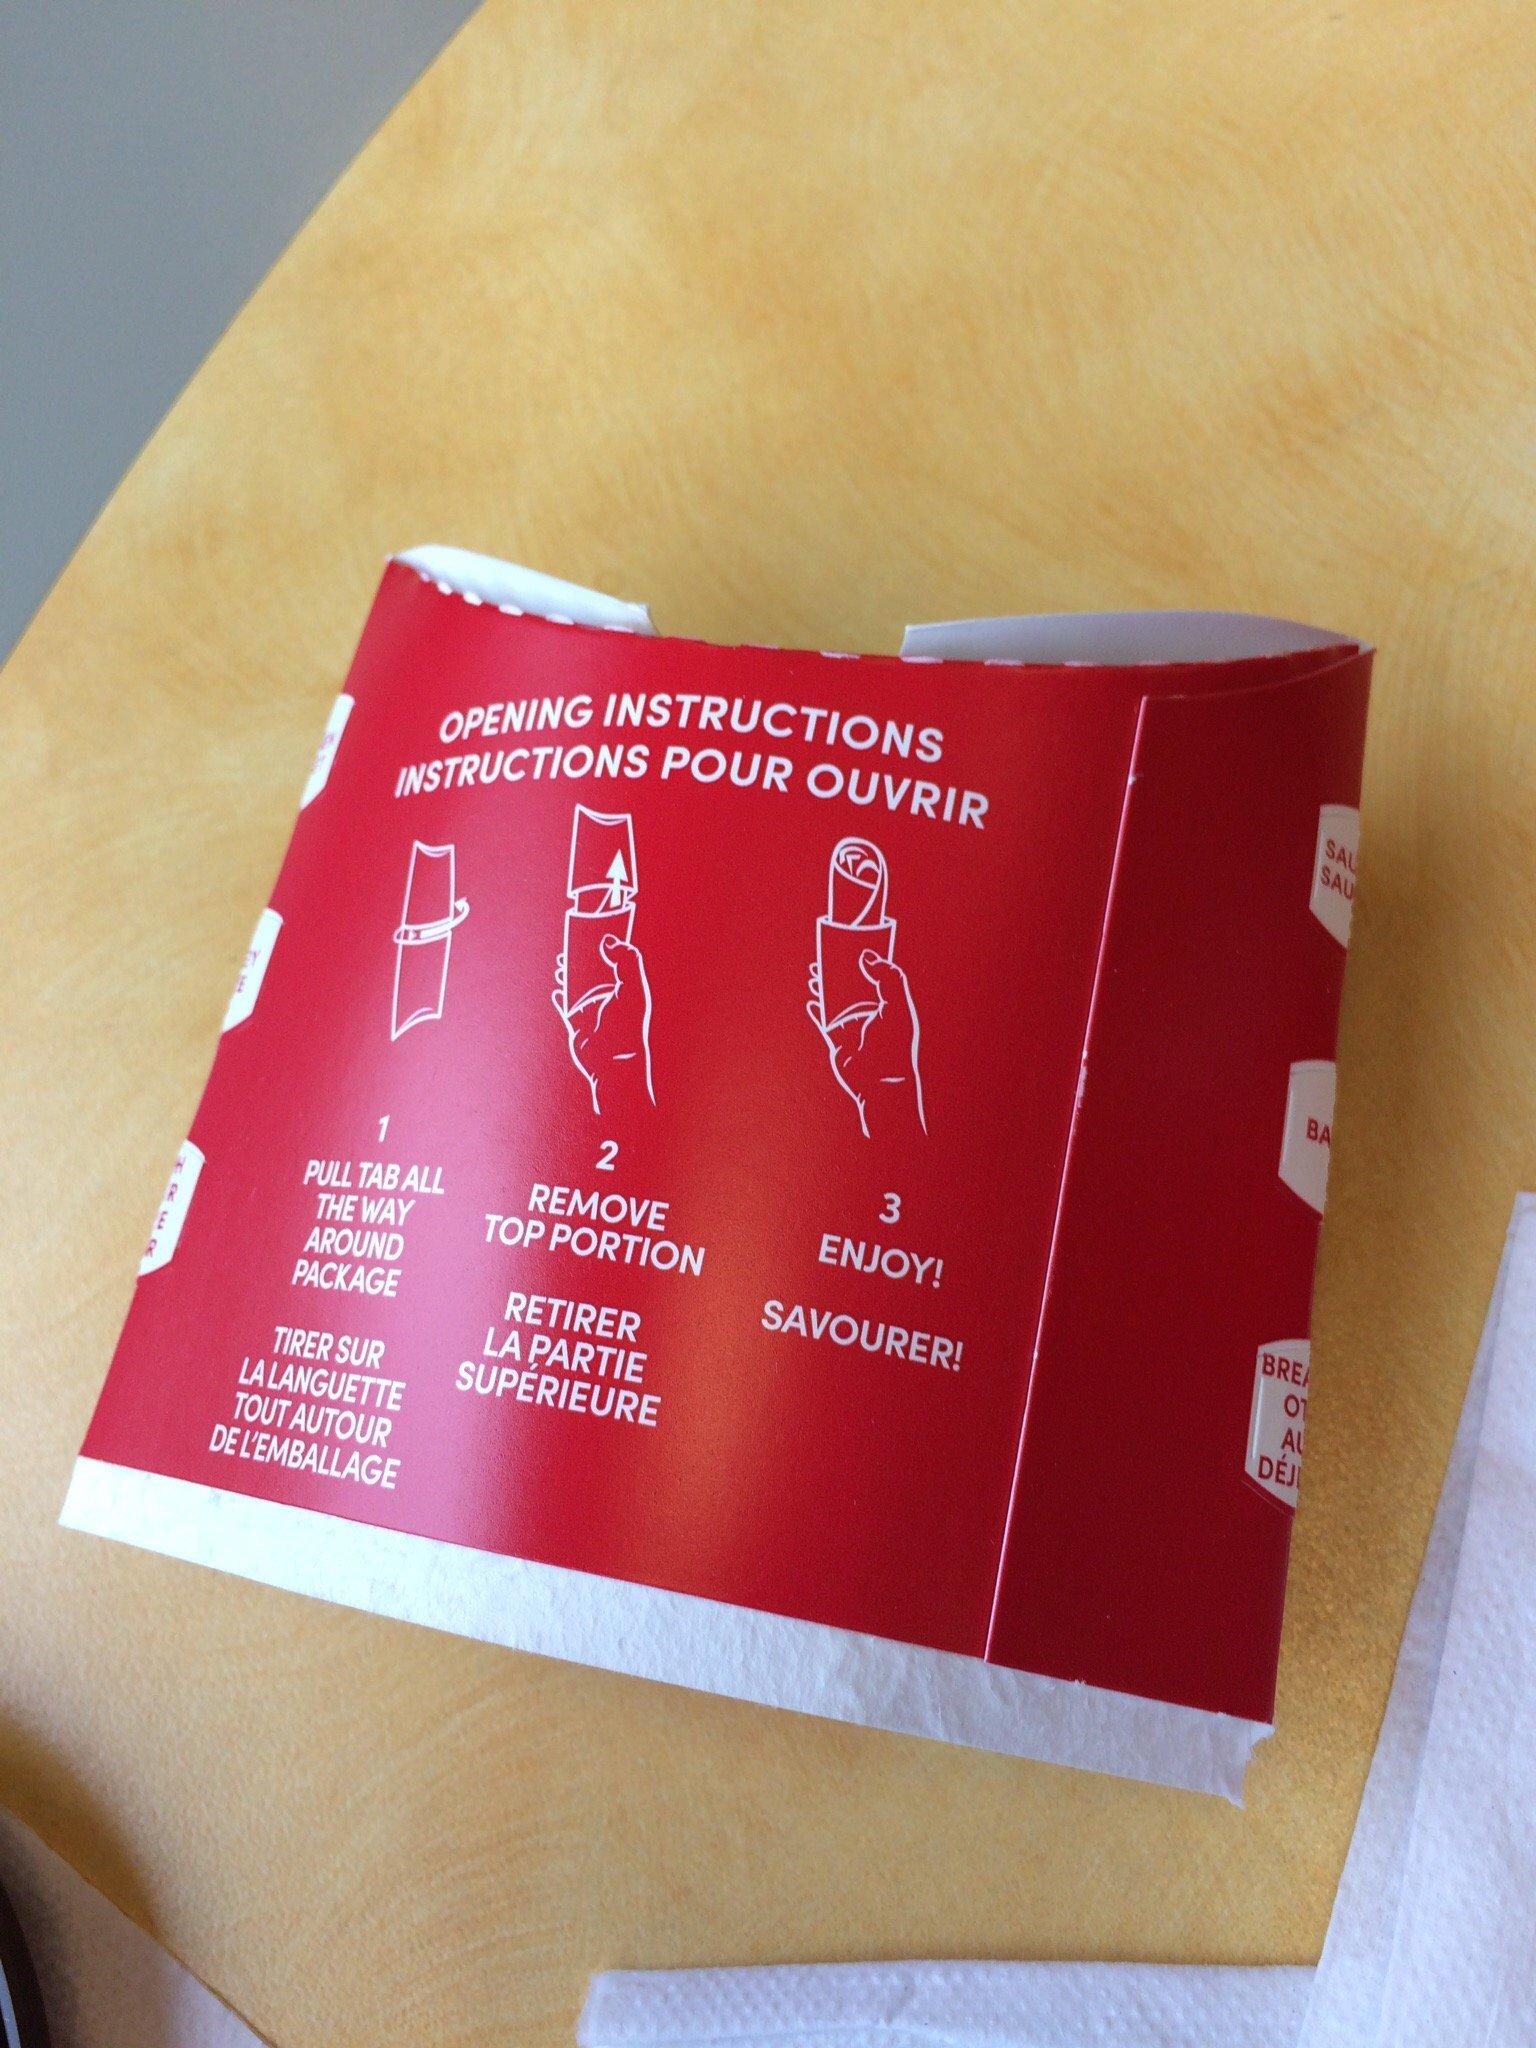 OPENING INSTRUCTIONS
INSTRUCTIONS POUR OUVRIR
1
PULL TAB ALL
THE WAY
AROUND
PACKAGE
TIRER SUR
LA LANGUETTE
TOUT AUTOUR
DE L'EMBALLAGE
2
REMOVE
TOP PORTION
RETIRER
LA PARTIE
SUPÉRIEURE
3
ENJOY!
SAVOURER!